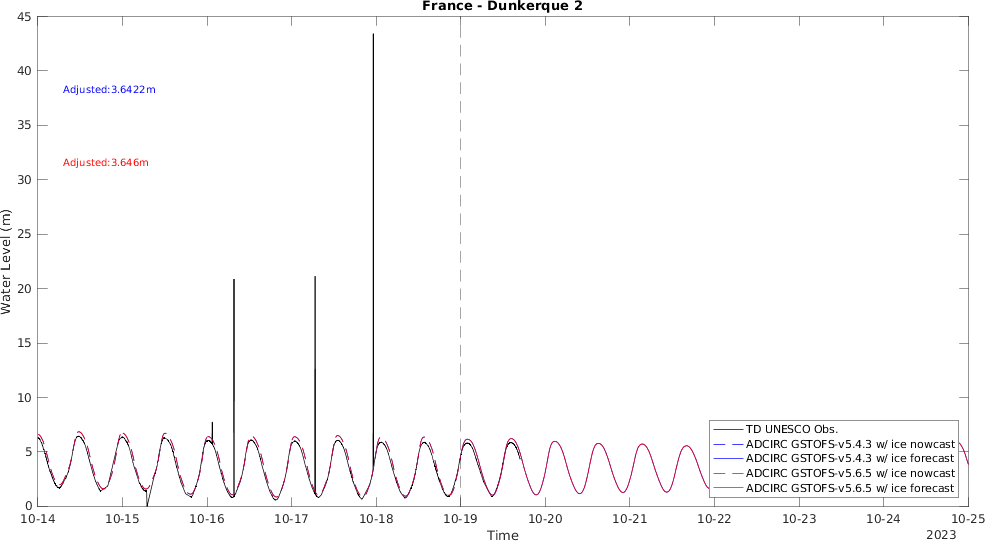 France - Dunkerque 2
45
40
35
30
25
20
15
10
5
0
Water Level (m)
Adjusted:3.6422m
Adjusted:3.646m
TD UNESCO Obs.
ADCIRC GSTOFS-v5.4.3 w/ ice nowcast
ADCIRC GSTOFS-v5.4.3 w/ ice forecast
ADCIRC GSTOFS-v5.6.5 w/ ice nowcast
ADCIRC GSTOFS-v5.6.5 w/ ice forecast
10-14 10-15 10-16 10-17 10-18 10-19 10-20 10-21 10-22 10-23 10-24 10-25
Time
2023